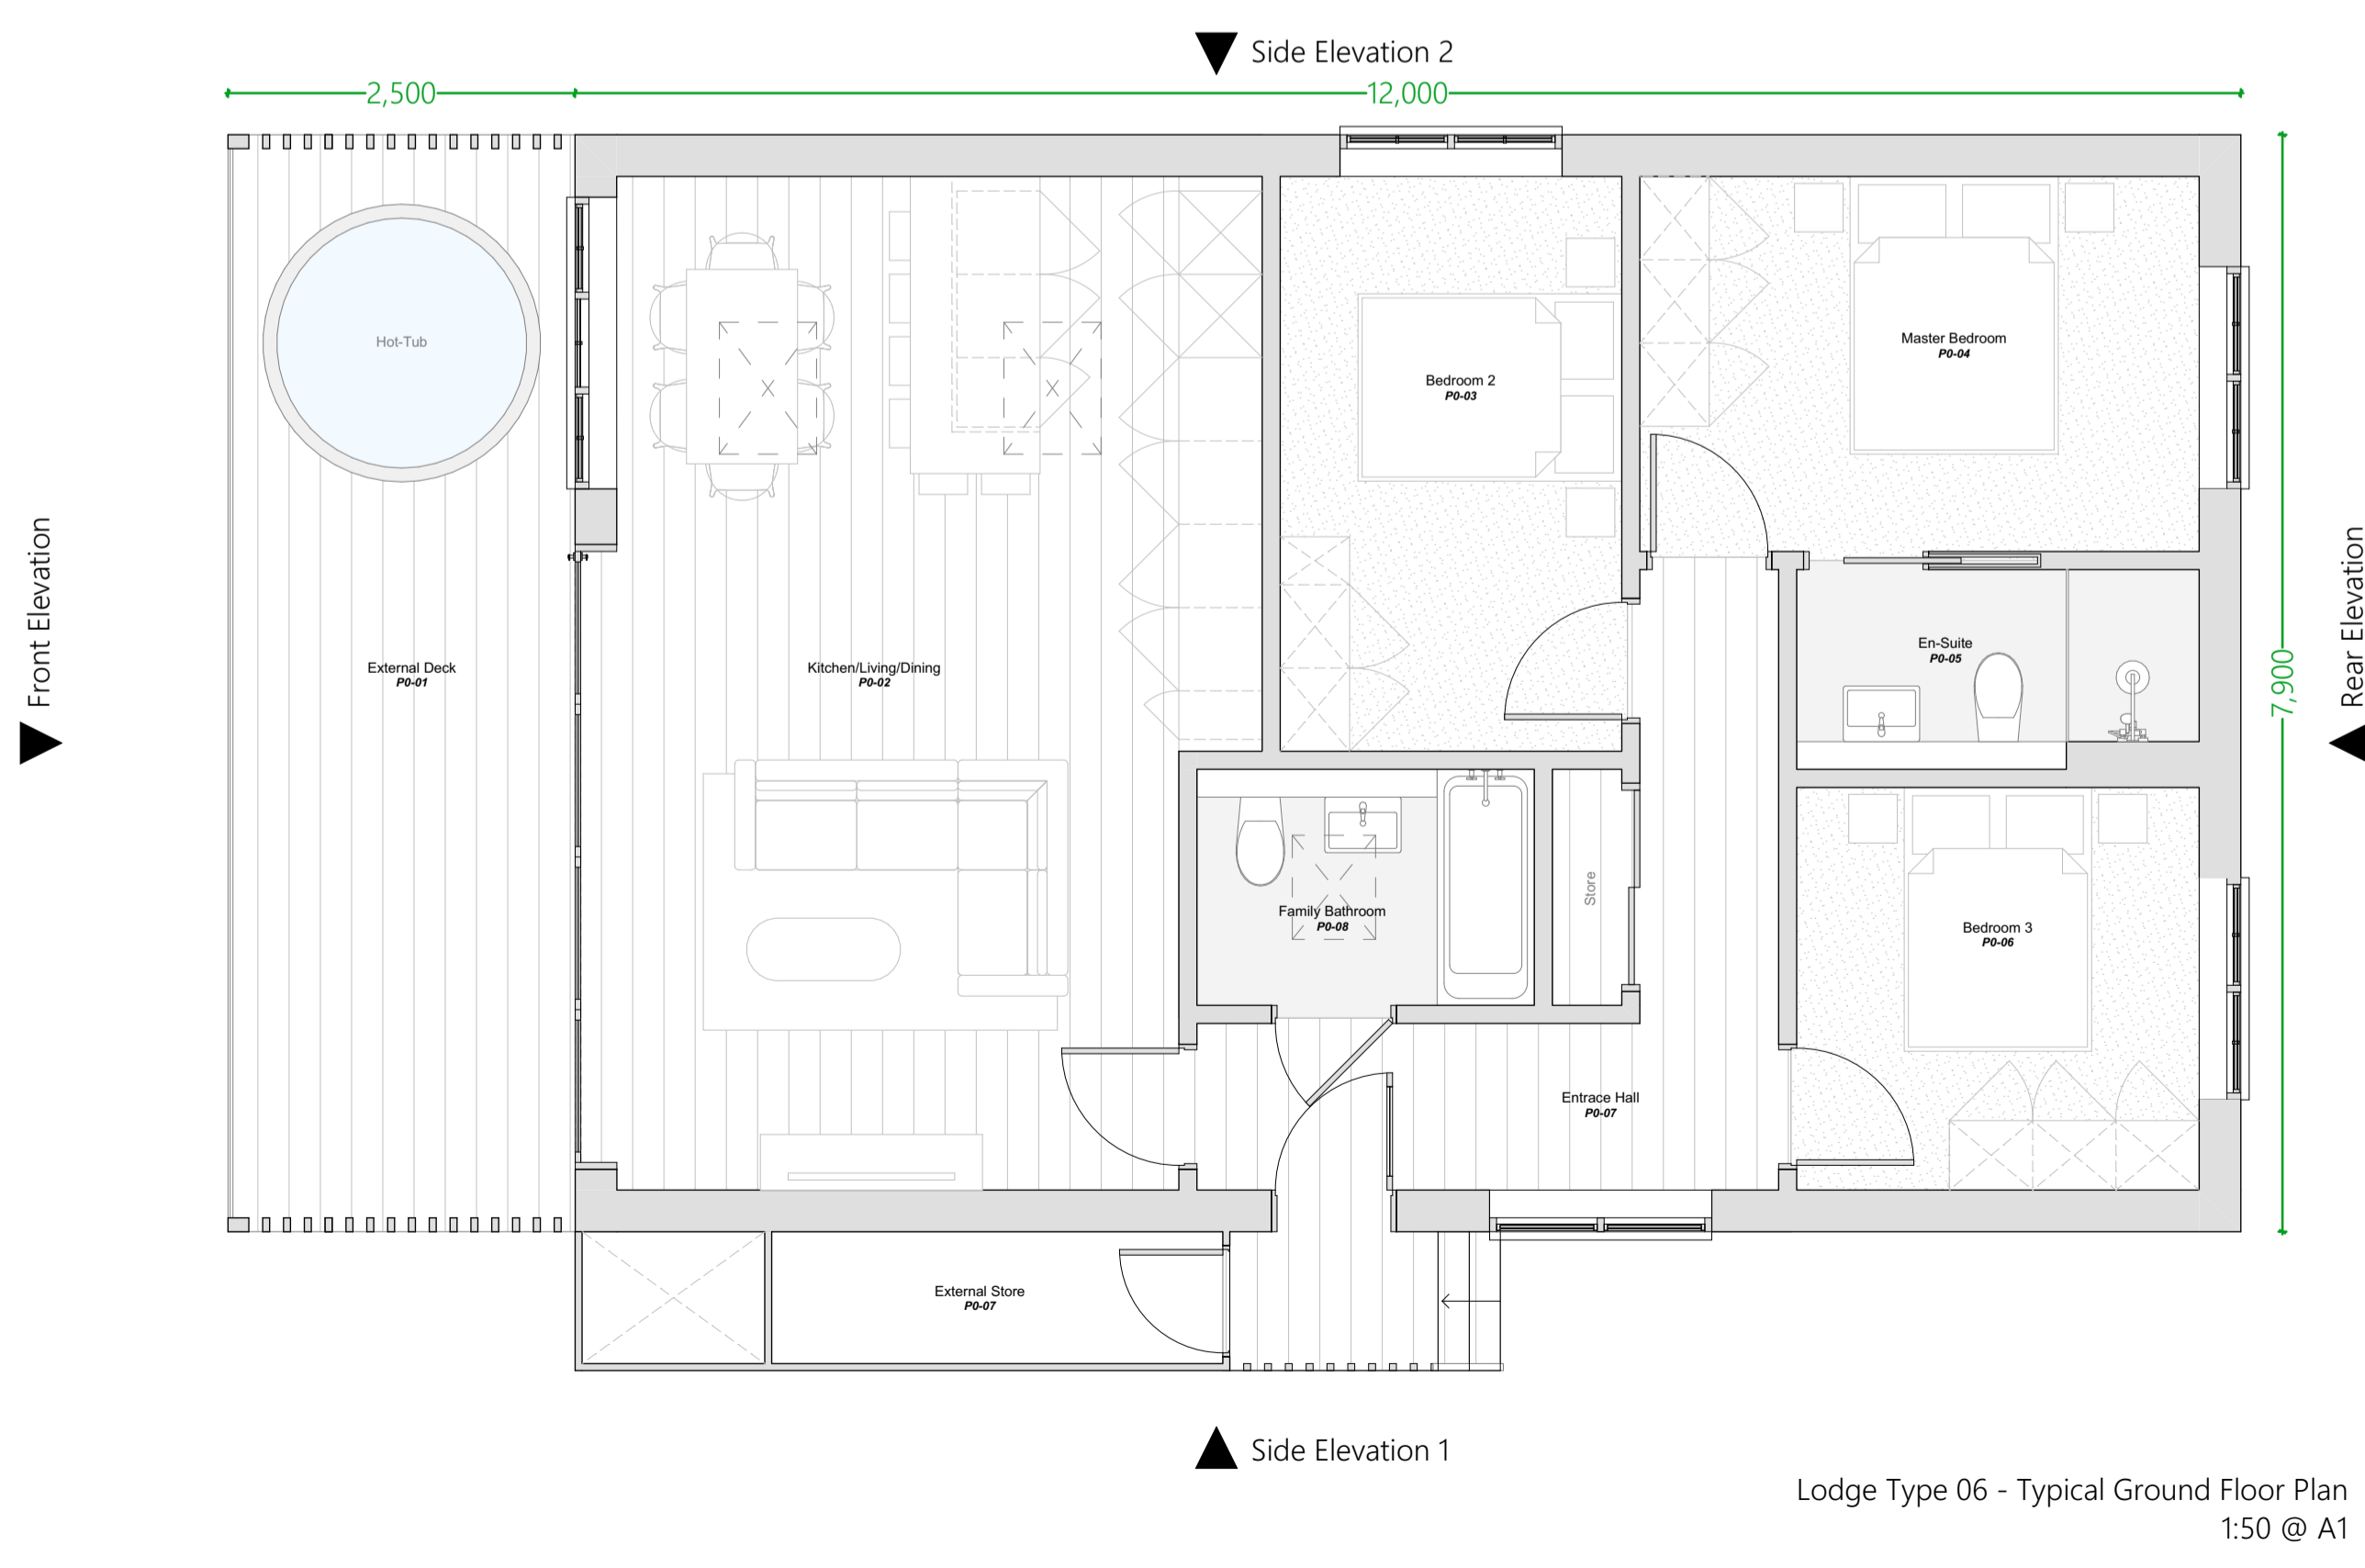 Side Elevation 2
2,500
12,000
Hot-Tub
Master Bedroom
P0-04
Bedroom 2
P0-03
Front Elevation
Rear Elevation
External Deck
P0-01
Kitchen/Living/Dining
P0-02
En-Suite
P0-05
7,900
Store
Family Bathroom
P0-08
Bedroom 3
P0-06
Entrace Hall
P0-07
External Store
P0-07
Side Elevation 1
Lodge Type 06 - Typical Ground Floor Plan
1:50 @ A1